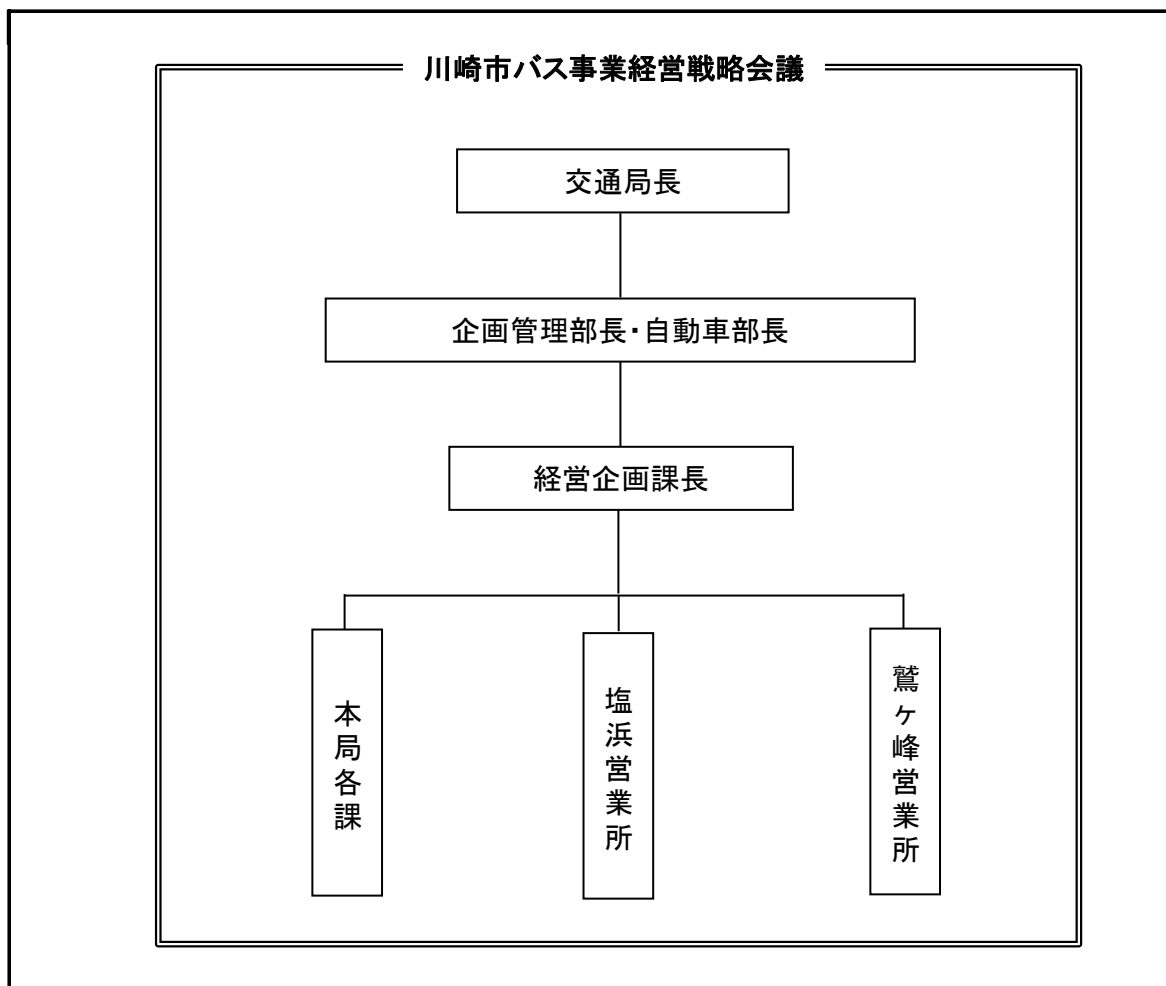 川崎市バス事業経営戦略会議
交通局長
企画管理部長・自動車部長
経営企画課長
本局各課
塩浜営業所
鷲ケ峰営業所